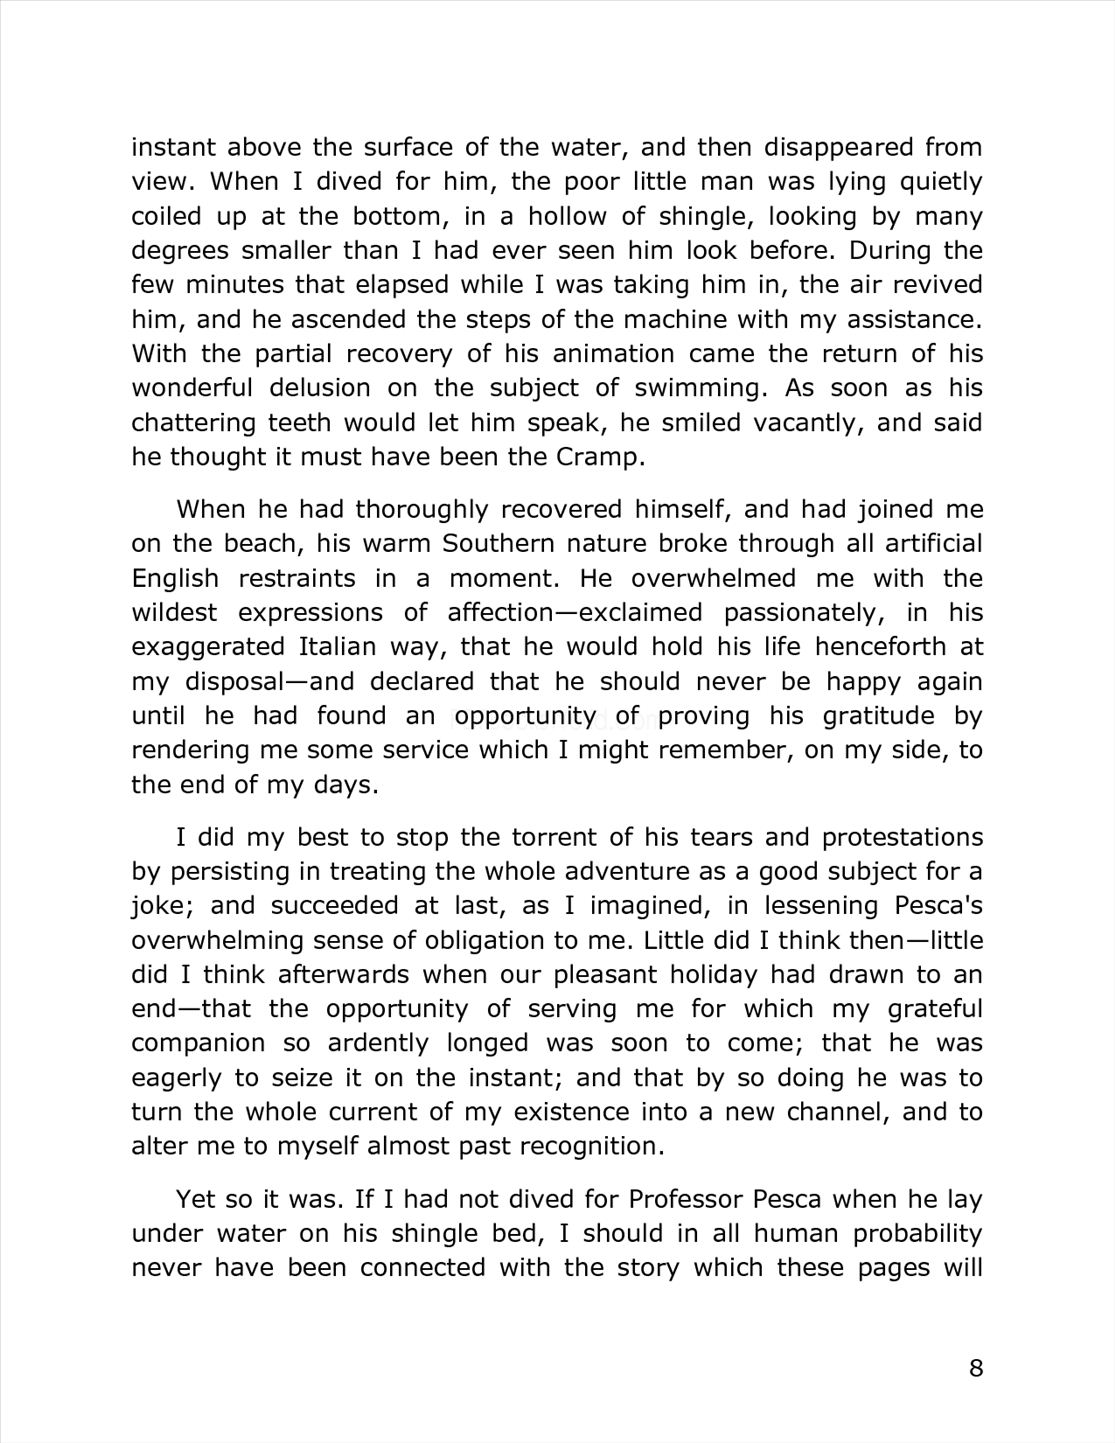 instant above the surface of the water, and then disappeared from
view. When I dived for him, the poor little man was lying quietly
coiled up at the bottom, in a hollow of shingle, looking by many
degrees smaller than I had ever seen him look before. During the
few minutes that elapsed while I was taking him in, the air revived
him, and he ascended the steps of the machine with my assistance.
With the partial recovery of his animation came the return of his
wonderful delusion on the subject of swimming. As soon as his
chattering teeth would let him speak, he smiled vacantly, and said
he thought it must have been the Cramp.
When he had thoroughly recovered himself, and had joined me
on the beach, his warm Southern nature broke through all artificial
English restraints in a moment. He overwhelmed me with the
wildest expressions of affection—exclaimed passionately, in his
exaggerated Italian way, that he would hold his life henceforth at
my disposal—and declared that he should never be happy again
until he had found an opportunity of proving his gratitude by
rendering me some service which I might remember, on my side, to
the end of my days.
I did my best to stop the torrent of his tears and protestations
by persisting in treating the whole adventure as a good subject for a
joke; and succeeded at last, as I imagined, in lessening Pesca's
overwhelming sense of obligation to me. Little did I think then—little
did I think afterwards when our pleasant holiday had drawn to an
end—that the opportunity of serving me for which my grateful
companion so ardently longed was soon to come; that he was
eagerly to seize it on the instant; and that by so doing he was to
turn the whole current of my existence into a new channel, and to
alter me to myself almost past recognition.
Yet so it was. If I had not dived for Professor Pesca when he lay
under water on his shingle bed, I should in all human probability
never have been connected with the story which these pages will
8